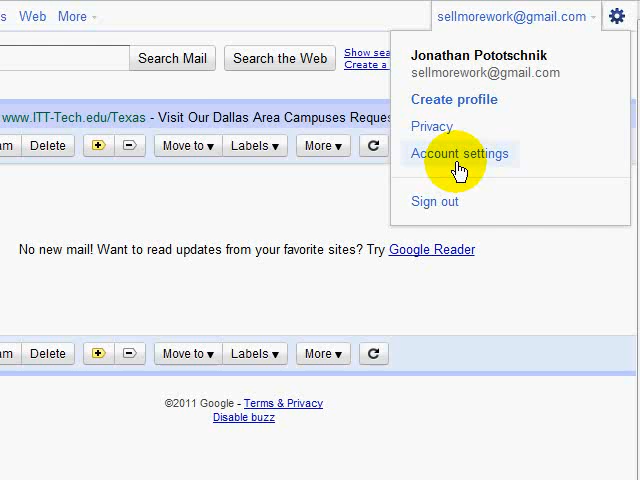 s Web More sellmorework@gmail.com
Jonathan Pototschnik
sellmorework@gmail.com
Create profile
Privacy
Account settings
Sign out
Search Mail Search the Web
Show sea
Create a
www.ITT-Tech.edu/Texas - Visit Our Dallas Area Campuses Reques
am Delete Move to Labels More
No new mail! Want to read updates from your favorite sites? Try Google Reader
am Delete Move to Labels More
©2011 Google - Terms & Privacy
Disable buzz